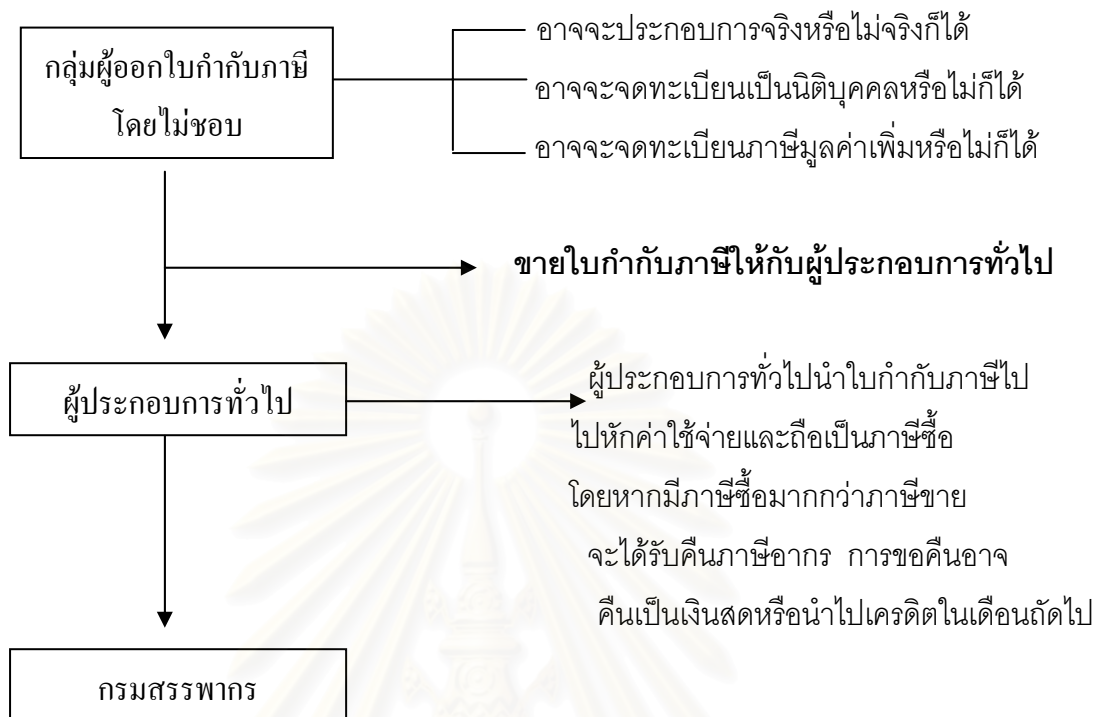 กลุ่มผู้ออกใบกำกับภาษี
โดยไม่ชอบ
อาจจะประกอบการจริงหรือไม่จริงก็ได้
อาจจะจดทะเบียนเป็นนิติบุคคลหรือไม่ก็ได้
อาจจะจดทะเบียนภาษีมูลค่าเพิ่มหรือไม่ก็ได้
ขายใบกำกับภาษีให้กับผู้ประกอบการทั่วไป
ผู้ประกอบการทั่วไป
ผู้ประกอบการทั่วไปนำใบกำกับภาษีไป
ไปหักค่าใช้จ่ายและถือเป็นภาษีซื้อ
โดยหากมีภาษีซื้อมากกว่าภาษีขาย
จะได้รับคืนภาษีอากร การขอคืนอาจ
คืนเป็นเงินสดหรือนำไปเครดิตในเดือนถัดไป
กรมสรรพากร